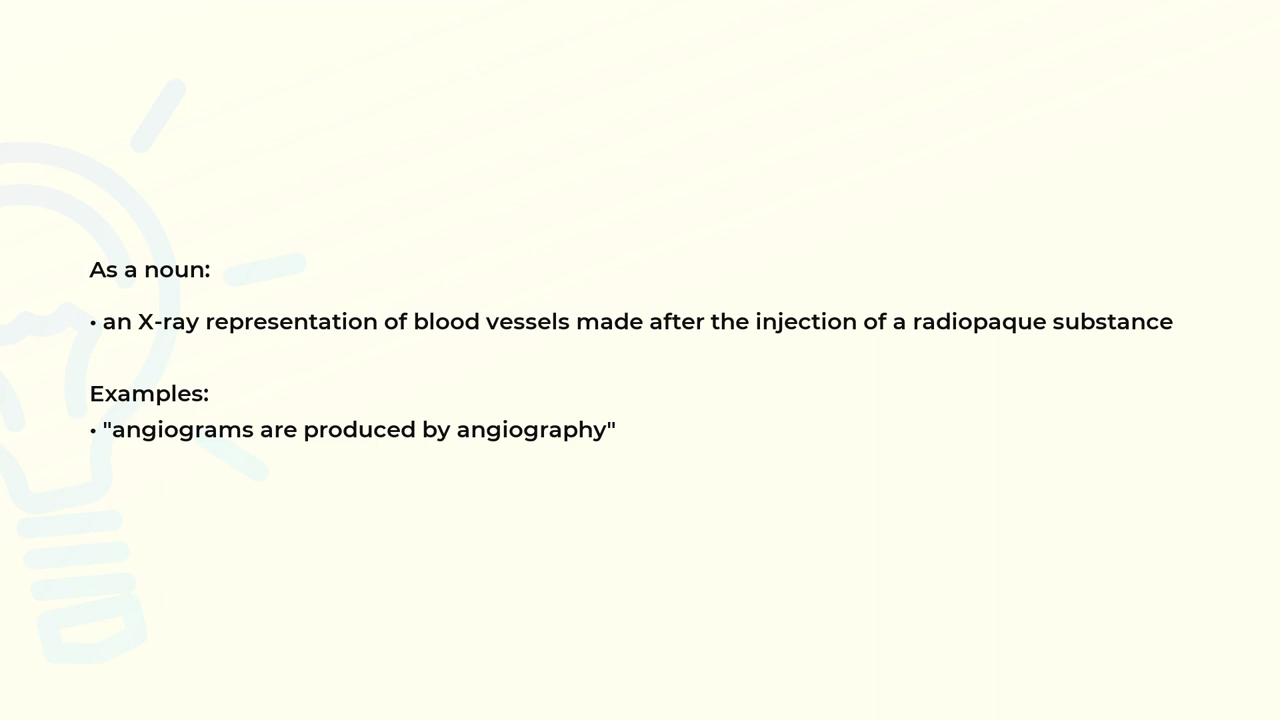 As a noun:
• an X-ray representation of blood vessels made after the injection of a radiopaque substance
Examples:
• "angiograms are produced by angiography"